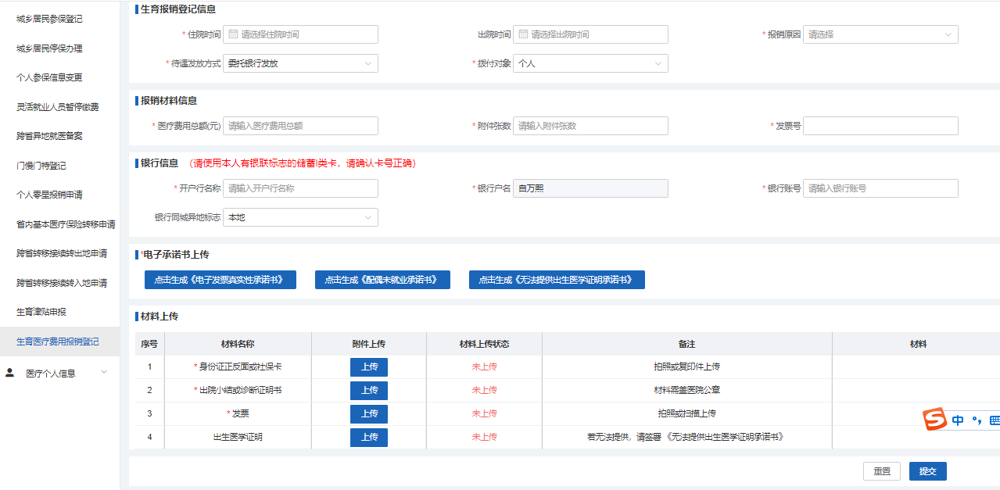 城乡居民参保登记
城乡居民停保办理
个人参保信息变更
灵活就业人员暂停缴费
跨省异地就医备案
门慢门特登记
个人零星报销申请
省内基本医疗保险转移申请
跨省转移接续转出地申请
跨省转移接续转入地申请
生育津贴申报
生育医疗费用报销登记
医疗个人信息
生育报销登记信息
*住院时间 请选择住院时间 出院时间 请选择出院时间 *报销原因 请选择
*待遇发放方式 委托银行发放 *拨付对象 个人
报销材料信息
*医疗费用总额(元) 请输入医疗费用总额 *附件张数 请输入附件张数 *发票号
银行信息 （请使用本人有银联标志的储蓄I类卡，请确认卡号正确）
*开户行名称 请输入开户行名称 *银行户名 自万熙 *银行账号 请输入银行账号
银行同城异地标志 本地
*电子承诺书上传
点击生成《电子发票真实性承诺书》 点击生成《配偶未就业承诺书》 点击生成《无法提供出生医学证明承诺书》
材料上传
序号 材料名称 附件上传 材料上传状态 备注 材料
1 *身份证正反面或社保卡 上传 未上传 拍照或复印件上传
2 *出院小结或诊断证明书 上传 未上传 材料需盖医院公章
3 *发票 上传 未上传 拍照或扫描上传
4 出生医学证明 上传 未上传 若无法提供，请签署 《无法提供出生医学证明承诺书》
S 中 °，
重置 提交